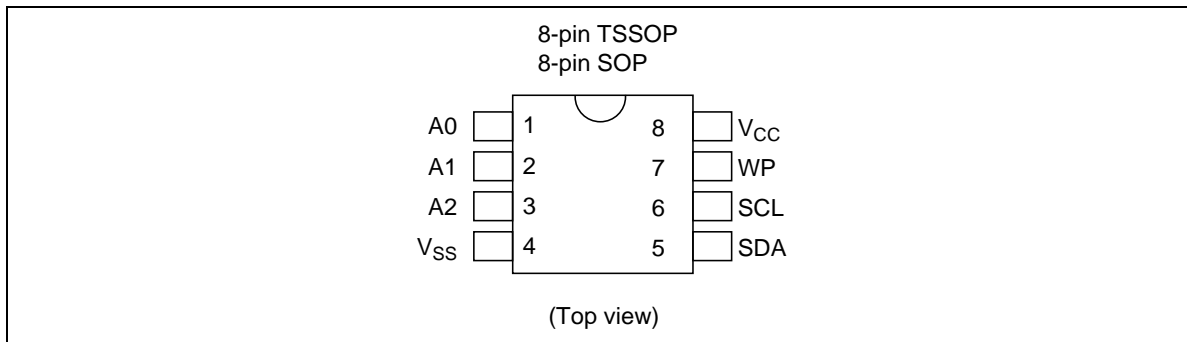 8-pin TSSOP
8-pin SOP
A0 1 8 VCC
A1 2 7 WP
A2 3 6 SCL
VSS 4 5 SDA
(Top view)